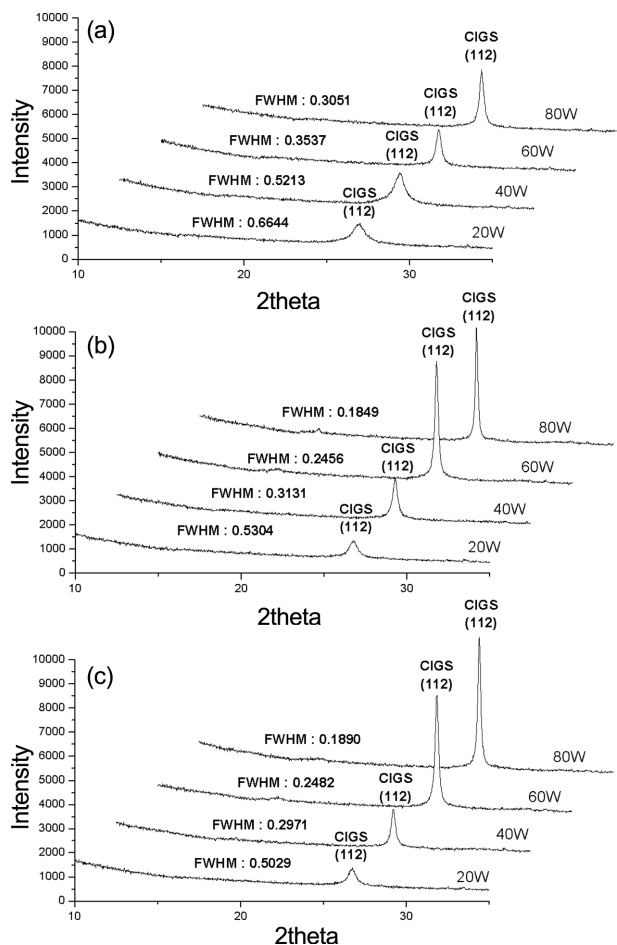 (a)
10000
9000
8000
7000
6000
5000
4000
3000
2000
1000
0
Intensity
CIGS
(112)
FWHM : 0.3051
80W
CIGS
(112)
FWHM : 0.3537
60W
CIGS
(112)
FWHM : 0.5213
40W
CIGS
(112)
FWHM : 0.6644
20W
10 20 30
2theta
(b)
10000
9000
8000
7000
6000
5000
4000
3000
2000
1000
0
Intensity
CIGS
(112)
FWHM : 0.1849
80W
CIGS
(112)
FWHM : 0.2456
60W
CIGS
(112)
FWHM : 0.3131
40W
CIGS
(112)
FWHM : 0.5304
20W
10 20 30
2theta
(c)
10000
9000
8000
7000
6000
5000
4000
3000
2000
1000
0
Intensity
CIGS
(112)
FWHM : 0.1890
80W
CIGS
(112)
FWHM : 0.2482
60W
CIGS
(112)
FWHM : 0.2971
40W
CIGS
(112)
FWHM : 0.5029
20W
10 20 30
2theta